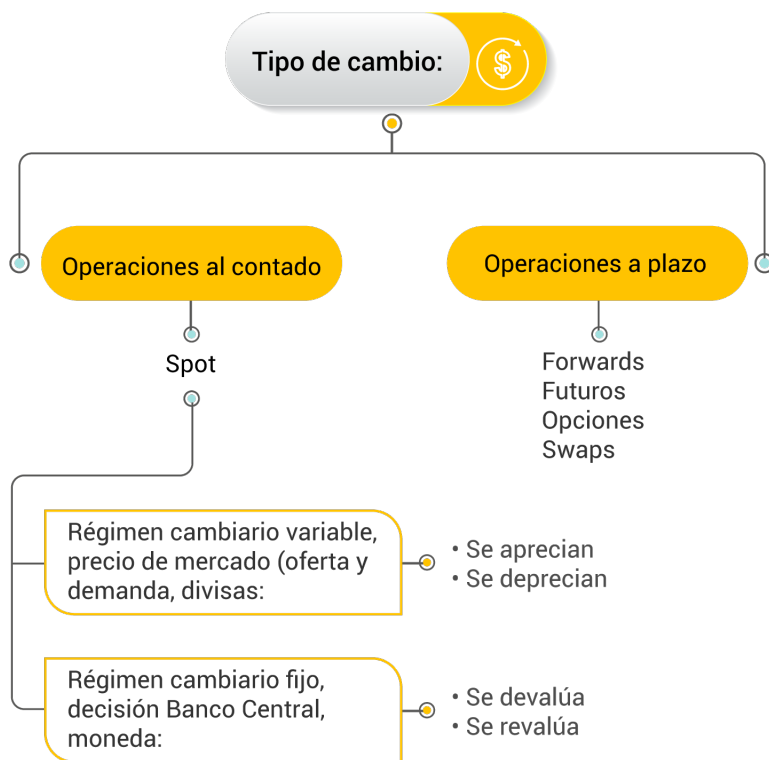 Tipo de cambio:
$
Operaciones al contado
Operaciones a plazo
Spot
Forwards
Futuros
Opciones
Swaps
Régimen cambiario variable,
precio de mercado (oferta y
demanda, divisas:
• Se aprecian
• Se deprecian
Régimen cambiario fijo,
decisión Banco Central,
moneda:
• Se devalúa
• Se revalúa